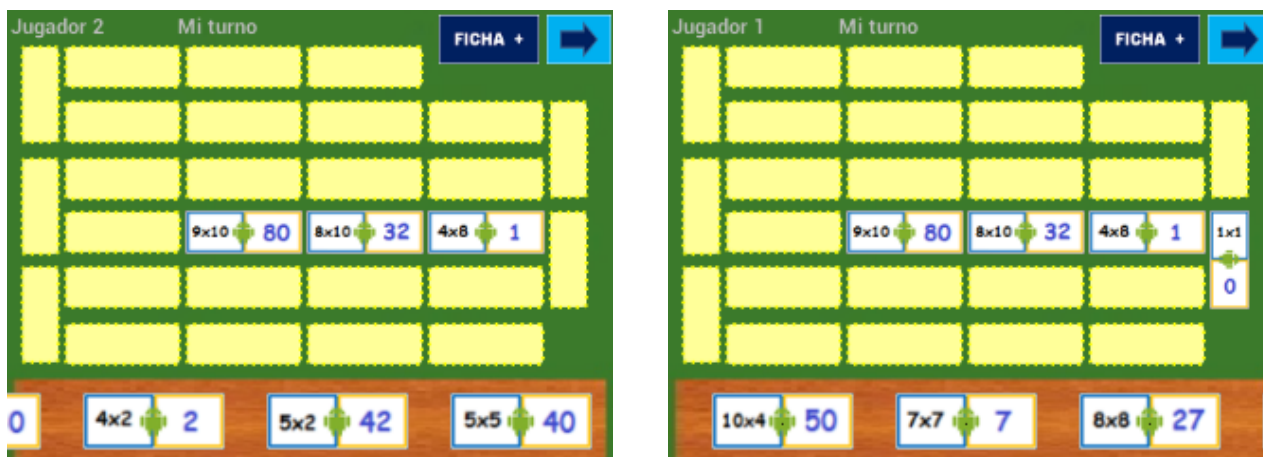 Jugador 2 Mi turno FICHA +
9x10 80 8x10 32 4x8 1
0 4x2 2 5x2 42 5x5 40
Jugador 1 Mi turno FICHA +
9x10 80 8x10 32 4x8 1 1x1
0
10x4 50 7x7 7 8x8 27